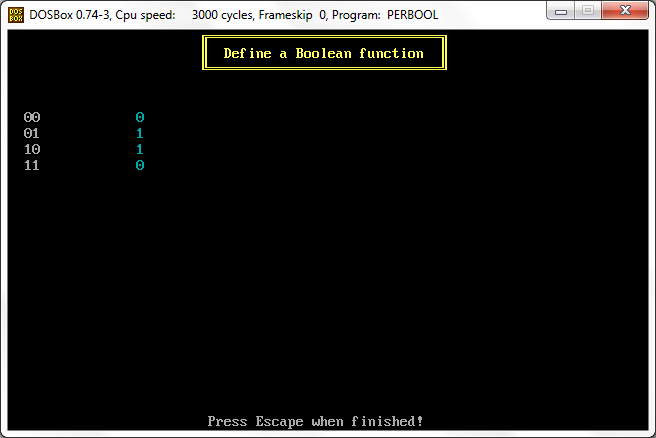 DOSBox 0.74-3, Cpu speed: 3000 cycles, Frameskip 0, Program: PERBOOL
Define a Boolean function
00 0
01 1
10 1
11 0
Press Escape when finished!